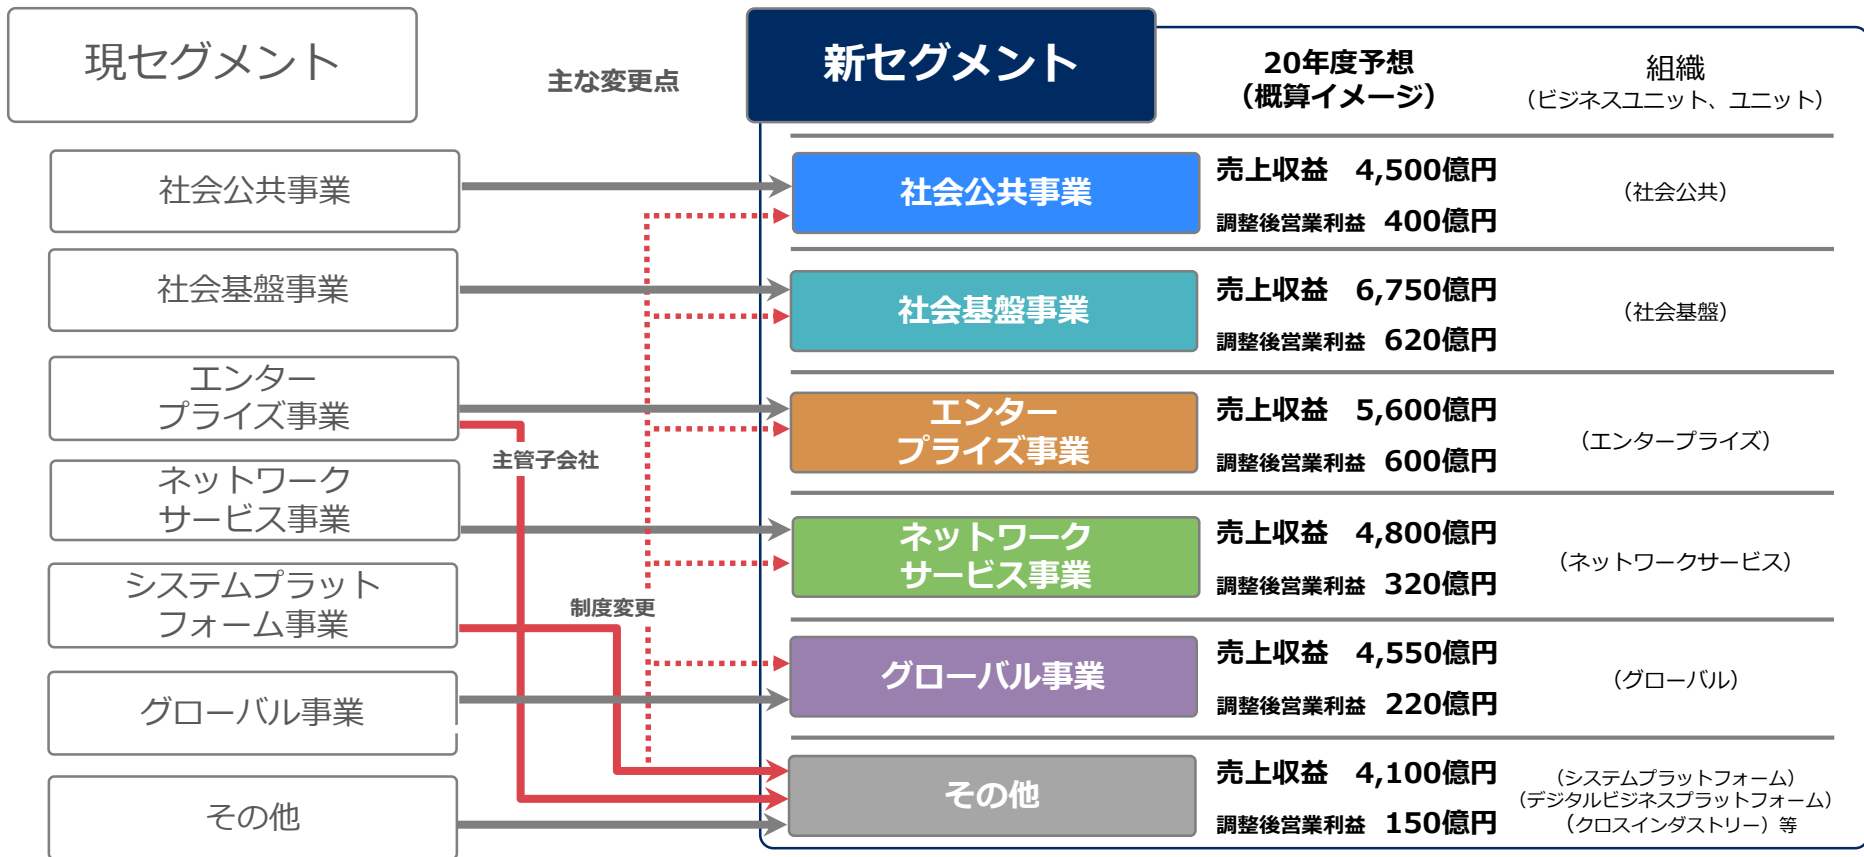 現セグメント
主な変更点
新セグメント
20年度予想
（概算イメージ）
組織
（ビジネスユニット、ユニット）
社会公共事業
社会公共事業
売上収益 4,500億円
調整後営業利益 400億円
（社会公共）
社会基盤事業
社会基盤事業
売上収益 6,750億円
調整後営業利益 620億円
（社会基盤）
エンター
プライズ事業
主管子会社
エンター
プライズ事業
売上収益 5,600億円
調整後営業利益 600億円
（エンタープライズ）
ネットワーク
サービス事業
ネットワーク
サービス事業
売上収益 4,800億円
調整後営業利益 320億円
（ネットワークサービス）
システムプラット
フォーム事業
制度変更
グローバル事業
グローバル事業
売上収益 4,550億円
調整後営業利益 220億円
（グローバル）
その他
その他
売上収益 4,100億円
調整後営業利益 150億円
（システムプラットフォーム）
（デジタルビジネスプラットフォーム）
（クロスインダストリー）等